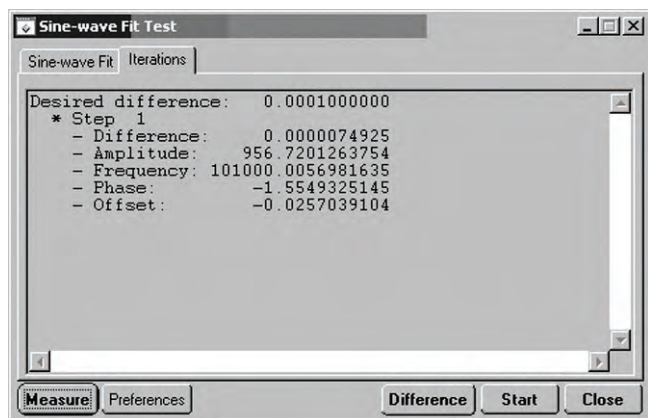 Sine-wave Fit Test
Sine-wave Fit Iterations
Desired difference: 0.0001000000
* Step 1
- Difference: 0.0000074925
- Amplitude: 956.7201263754
- Frequency: 101000.0056981635
- Phase: -1.5549325145
- Offset: -0.0257039104
Measure Preferences Difference Start Close